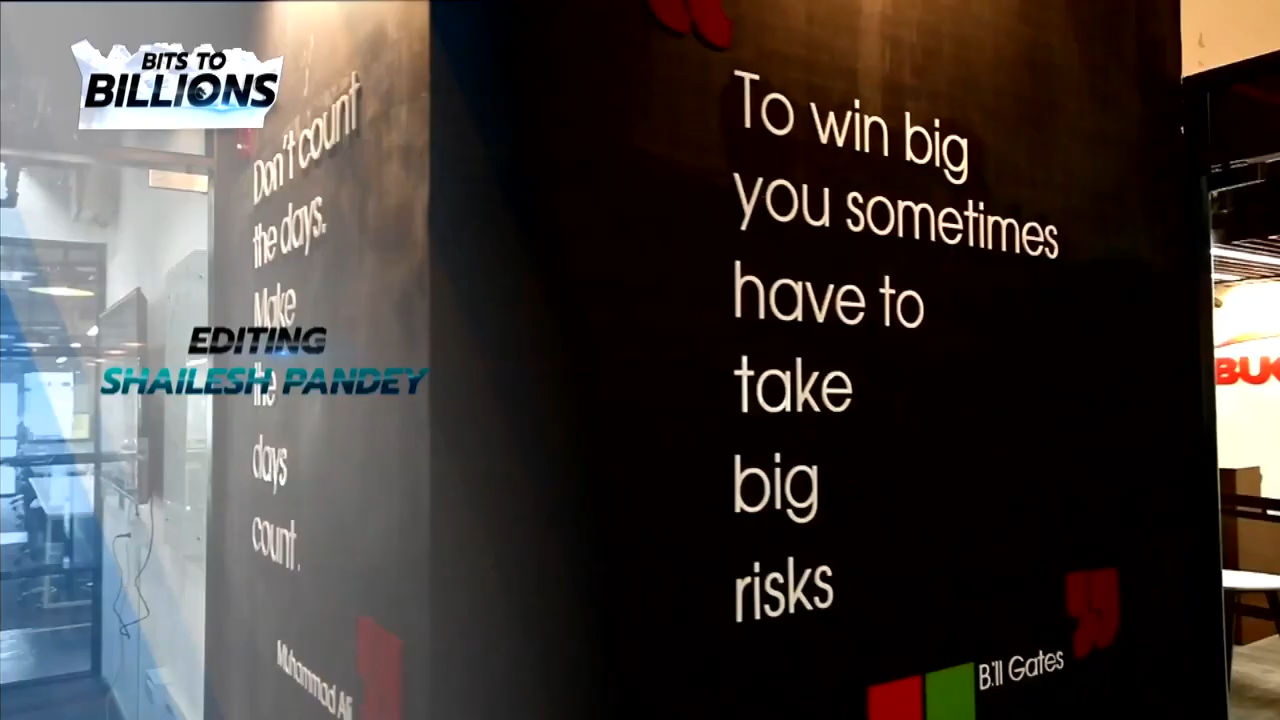 BITS TO
BILLIONS
Don't count
the days.
Make
the
days
count.
Muhammad Ali
EDITING
SHAILESH PANDEY
To win big
you sometimes
have to
take
big
risks
Bill Gates